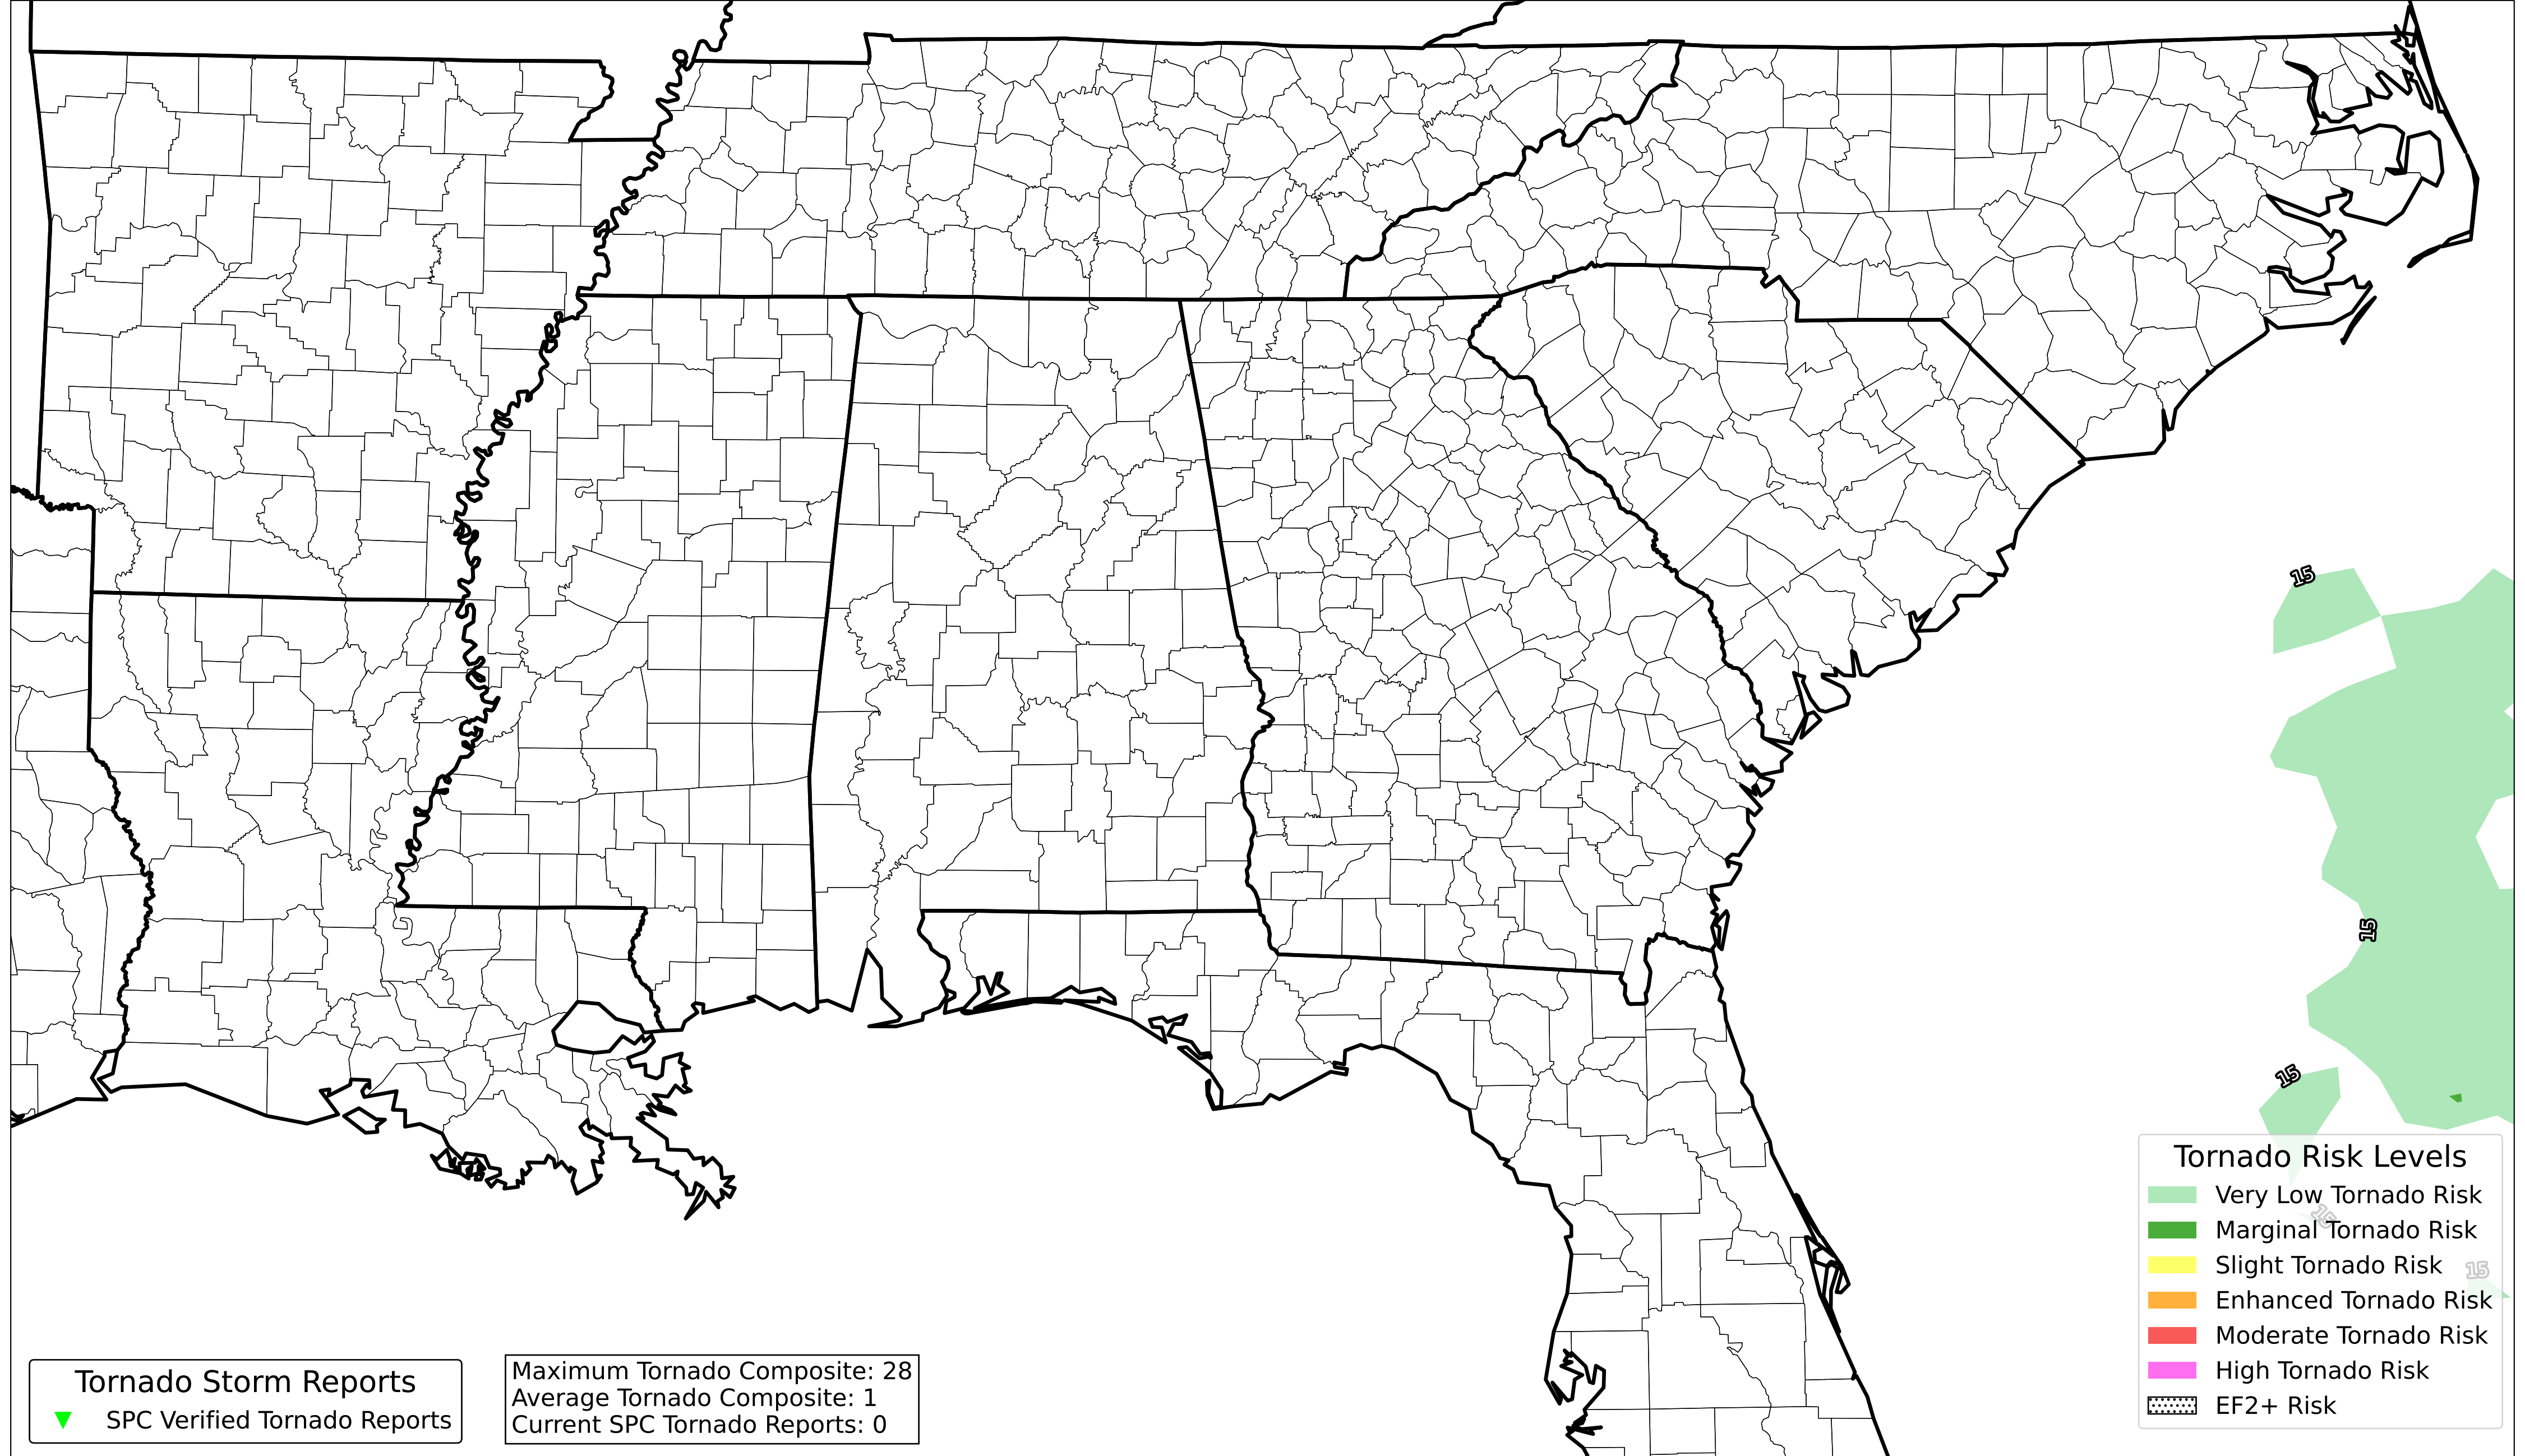 15
15
15
Tornado Risk Levels
Very Low Tornado Risk
15
Marginal Tornado Risk
Slight Tornado Risk
15
Enhanced Tornado Risk
Moderate Tornado Risk
High Tornado Risk
EF2+ Risk
Tornado Storm Reports
SPC Verified Tornado Reports
Maximum Tornado Composite: 28
Average Tornado Composite: 1
Current SPC Tornado Reports: 0